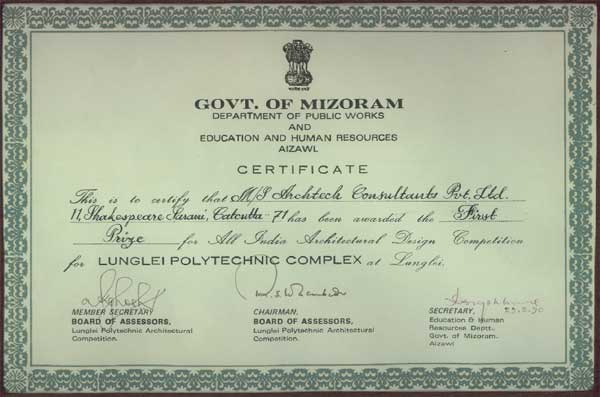 GOVT. OF MIZORAM
DEPARTMENT OF PUBLIC WORKS
AND
EDUCATION AND HUMAN RESOURCES
AIZAWL
CERTIFICATE
This is to certify that M/S Archtech Consultants Pvt. Ltd.
11, Shakespeare Sarani, Calcutta-71 has been awarded the First
Prize for All India Architectural Design Competition
for LUNGLEI POLYTECHNIC COMPLEX at Lunglei.
MEMBER SECRETARY
BOARD OF ASSESSORS,
Lunglei Polytechnic Architectural
Competition.
CHAIRMAN,
BOARD OF ASSESSORS,
Lunglei Polytechnic Architectural
Competition.
SECRETARY,
Education & Human
Resources Deptt.
Govt. of Mizoram.
Aizawl